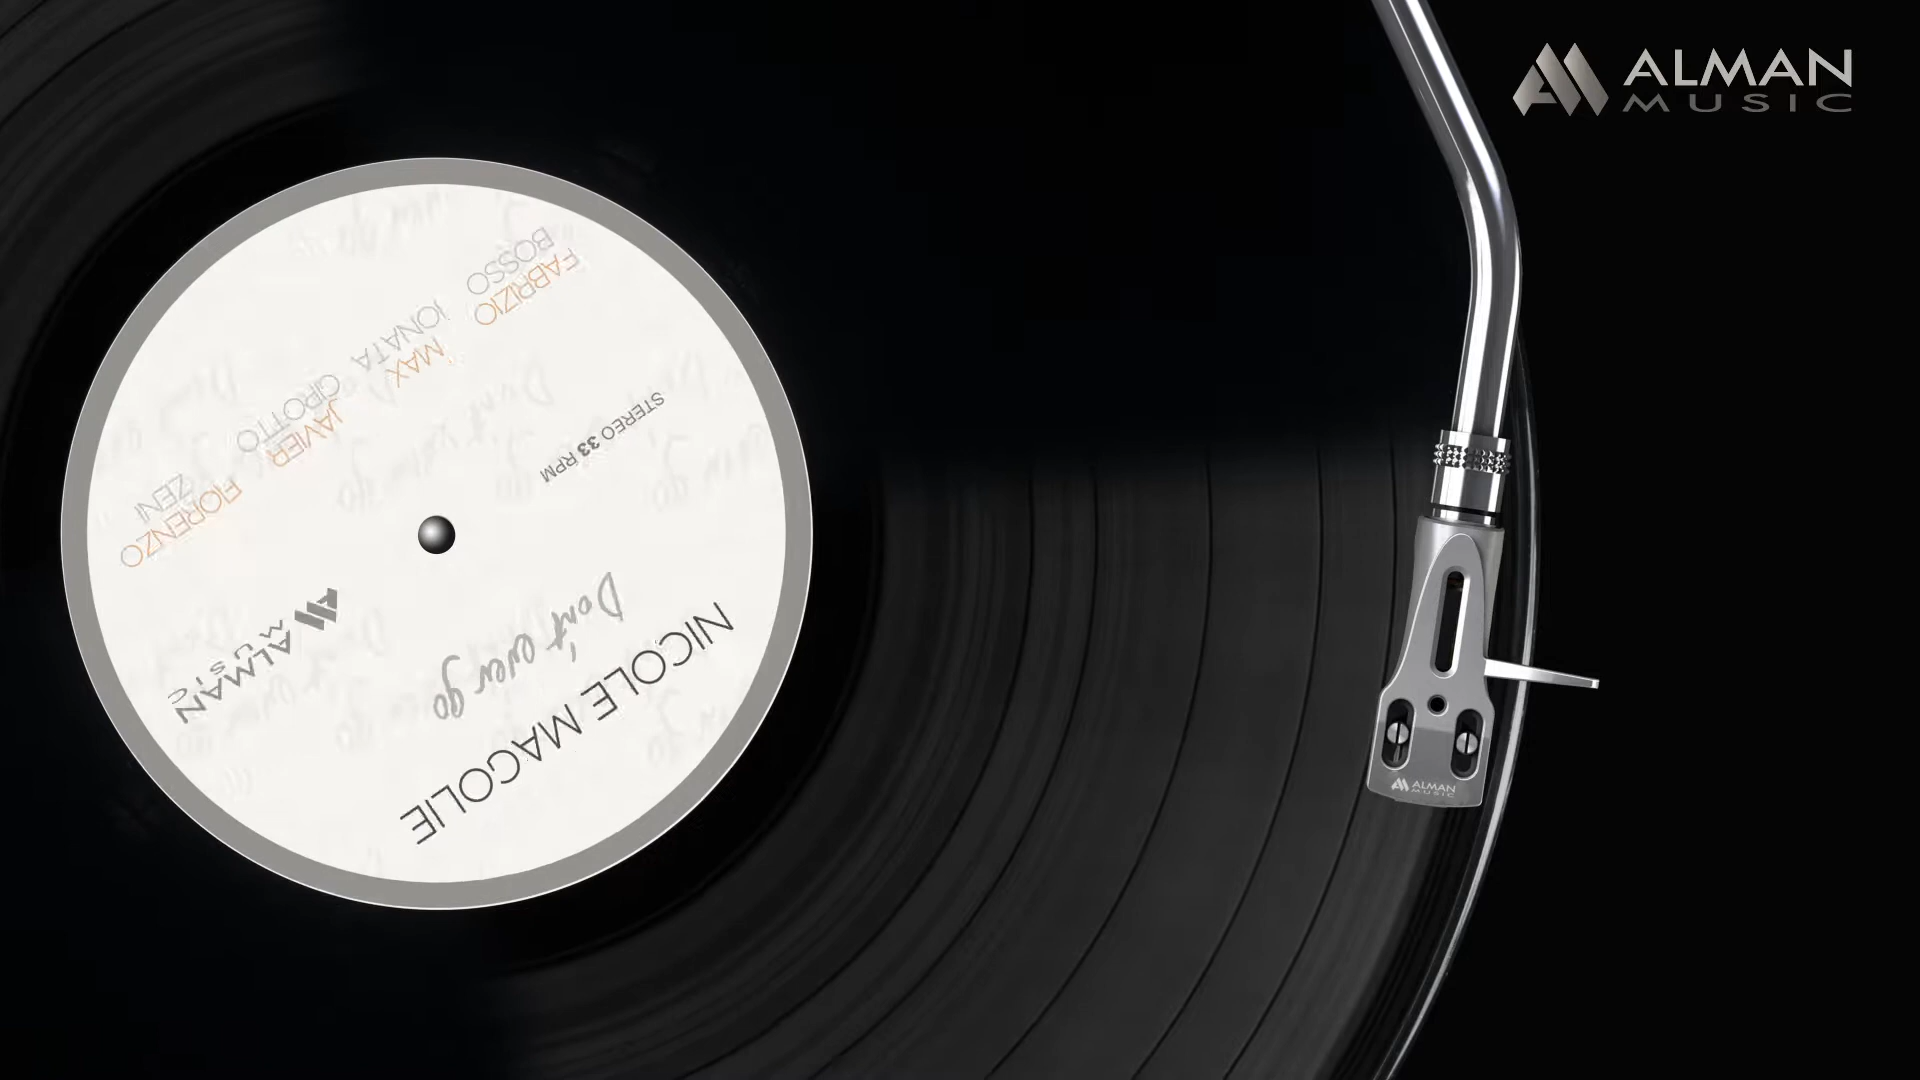 ALMAN
MUSIC
NICOLE MAGOLIE
Don't ever go
STEREO 33 RPM
ALMAN
MUSIC
FABRIZIO
BOSSO
MAX
IONATA
JAVIER
GIROTTO
FIORENZO
ZENI
ALMAN
MUSIC